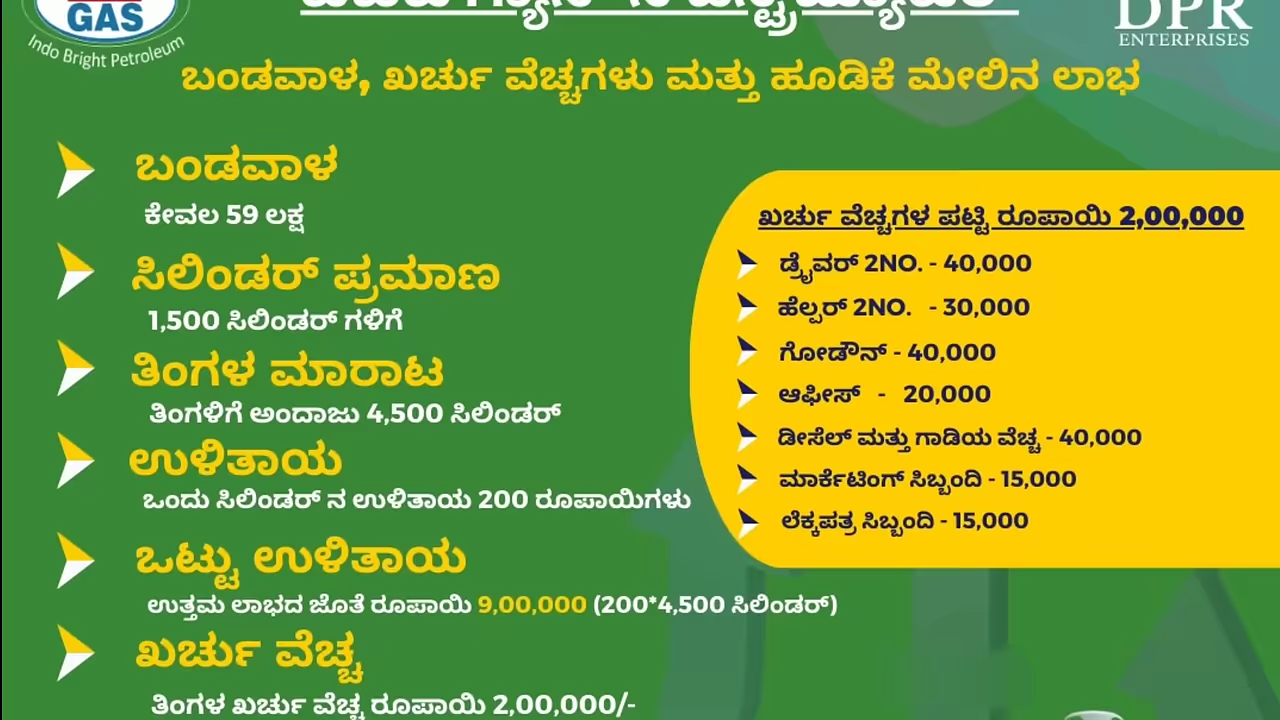 GAS
Indo Bright Petroleum
DPR
ENTERPRISES
ಬಂಡವಾಳ, ಖರ್ಚು ವೆಚ್ಚಗಳು ಮತ್ತು ಹೂಡಿಕೆ ಮೇಲಿನ ಲಾಭ
ಬಂಡವಾಳ
ಕೇವಲ 59 ಲಕ್ಷ
ಸಿಲಿಂಡರ್ ಪ್ರಮಾಣ
1,500 ಸಿಲಿಂಡರ್ ಗಳಿಗೆ
ತಿಂಗಳ ಮಾರಾಟ
ತಿಂಗಳಿಗೆ ಅಂದಾಜು 4,500 ಸಿಲಿಂಡರ್
ಉಳಿತಾಯ
ಒಂದು ಸಿಲಿಂಡರ್ ನ ಉಳಿತಾಯ 200 ರೂಪಾಯಿಗಳು
ಒಟ್ಟು ಉಳಿತಾಯ
ಉತ್ತಮ ಲಾಭದ ಜೊತೆ ರೂಪಾಯಿ 9,00,000 (200*4,500 ಸಿಲಿಂಡರ್)
ಖರ್ಚು ವೆಚ್ಚ
ತಿಂಗಳ ಖರ್ಚು ವೆಚ್ಚ ರೂಪಾಯಿ 2,00,000/-
ಖರ್ಚು ವೆಚ್ಚಗಳ ಪಟ್ಟಿ ರೂಪಾಯಿ 2,00,000
ಡ್ರೈವರ್ 2NO. - 40,000
ಹೆಲ್ಪರ್ 2NO. - 30,000
ಗೋಡೌನ್ - 40,000
ಆಫೀಸ್ - 20,000
ಡೀಸೆಲ್ ಮತ್ತು ಗಾಡಿಯ ವೆಚ್ಚ - 40,000
ಮಾರ್ಕೆಟಿಂಗ್ ಸಿಬ್ಬಂದಿ - 15,000
ಲೆಕ್ಕಪತ್ರ ಸಿಬ್ಬಂದಿ - 15,000